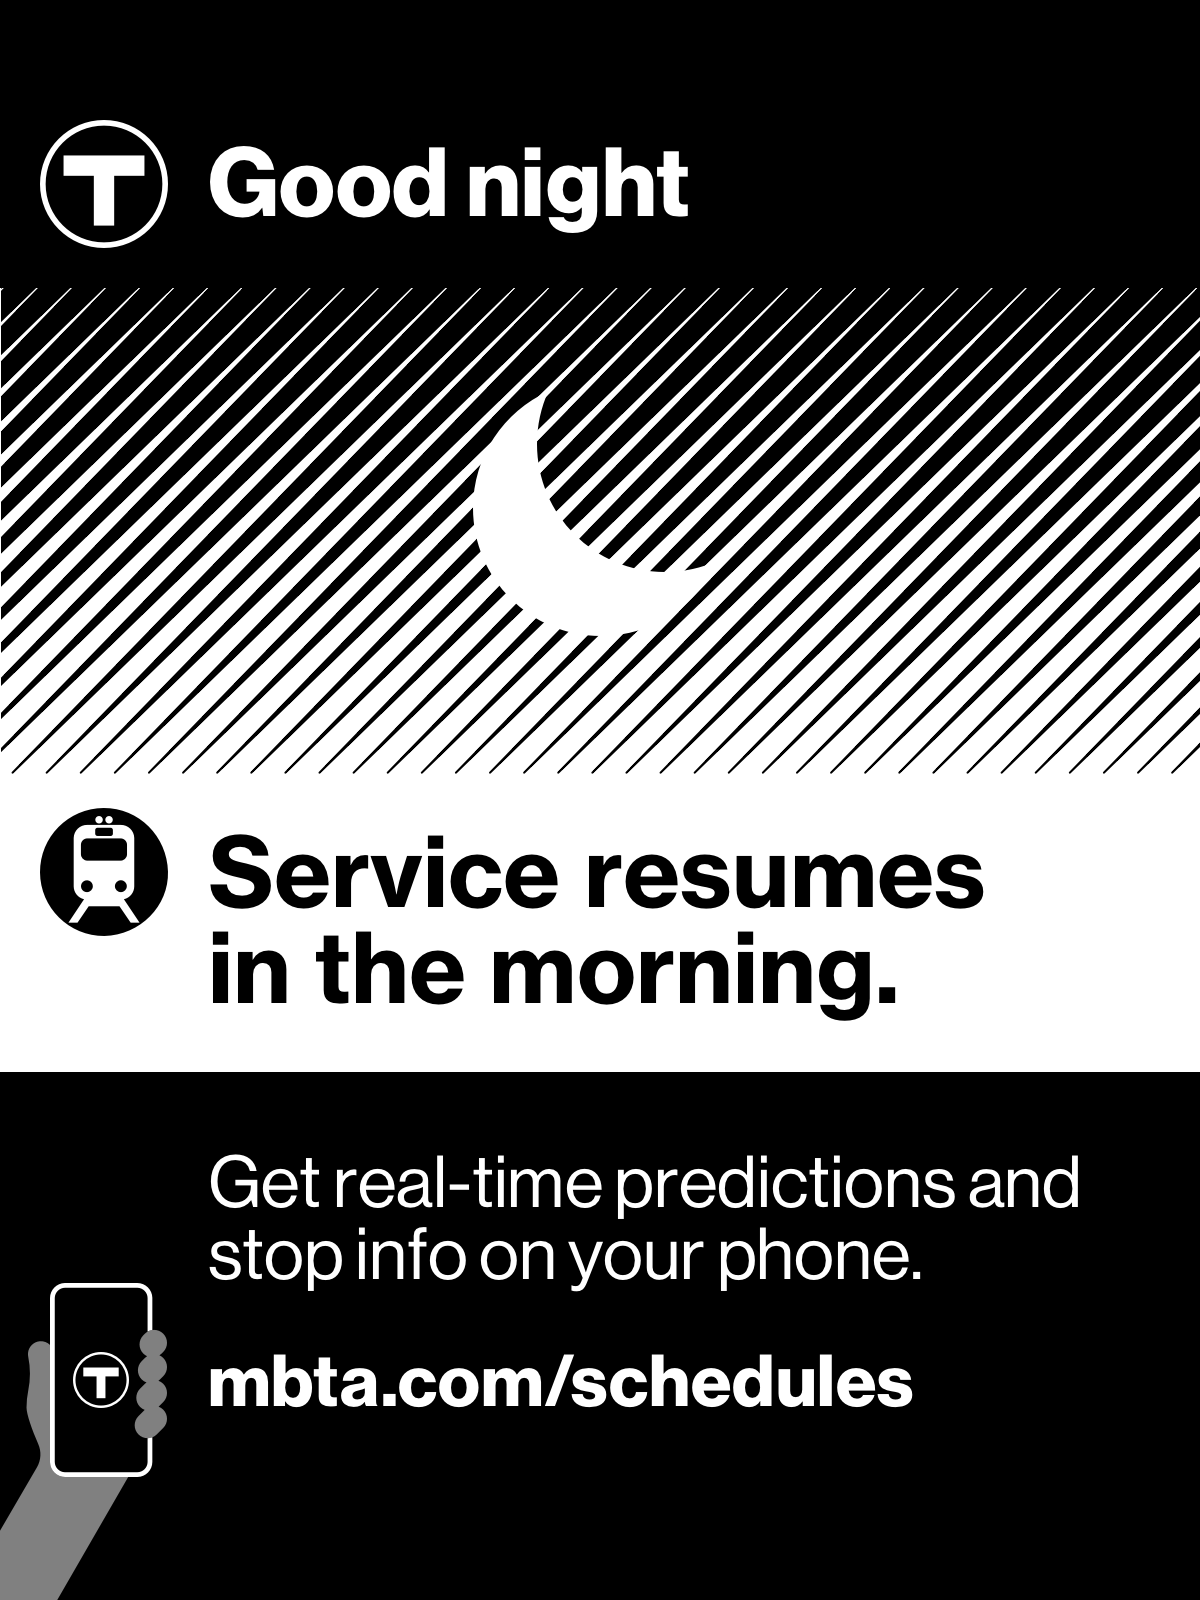 T Good night
Service resumes
in the morning.
Get real-time predictions and
stop info on your phone.
T
mbta.com/schedules